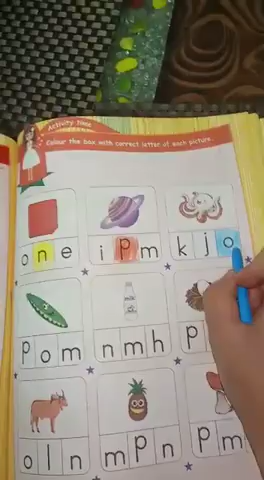 Activity time
Colour the box with correct letter of each picture.
o n e
i p m
k j o
p o m
n m h
p
o l n
m p n
p m